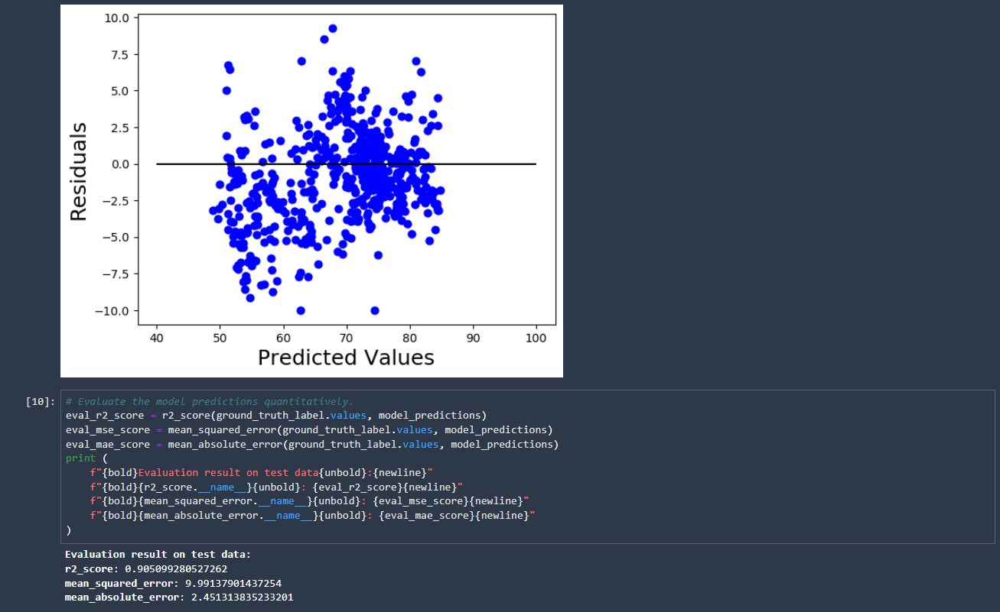 10.0
7.5
5.0
2.5
0.0
−2.5
−5.0
−7.5
−10.0
Residuals
40 50 60 70 80 90 100
Predicted Values
[10]: # Evaluate the model predictions quantitatively.
eval_r2_score = r2_score(ground_truth_label.values, model_predictions)
eval_mse_score = mean_squared_error(ground_truth_label.values, model_predictions)
eval_mae_score = mean_absolute_error(ground_truth_label.values, model_predictions)
print (
    f"{bold}Evaluation result on test data{unbold}:{newline}"
    f"{bold}{r2_score.__name__}{unbold}: {eval_r2_score}{newline}"
    f"{bold}{mean_squared_error.__name__}{unbold}: {eval_mse_score}{newline}"
    f"{bold}{mean_absolute_error.__name__}{unbold}: {eval_mae_score}{newline}"
)
Evaluation result on test data:
r2_score: 0.905099280527262
mean_squared_error: 9.99137901437254
mean_absolute_error: 2.451313835233201